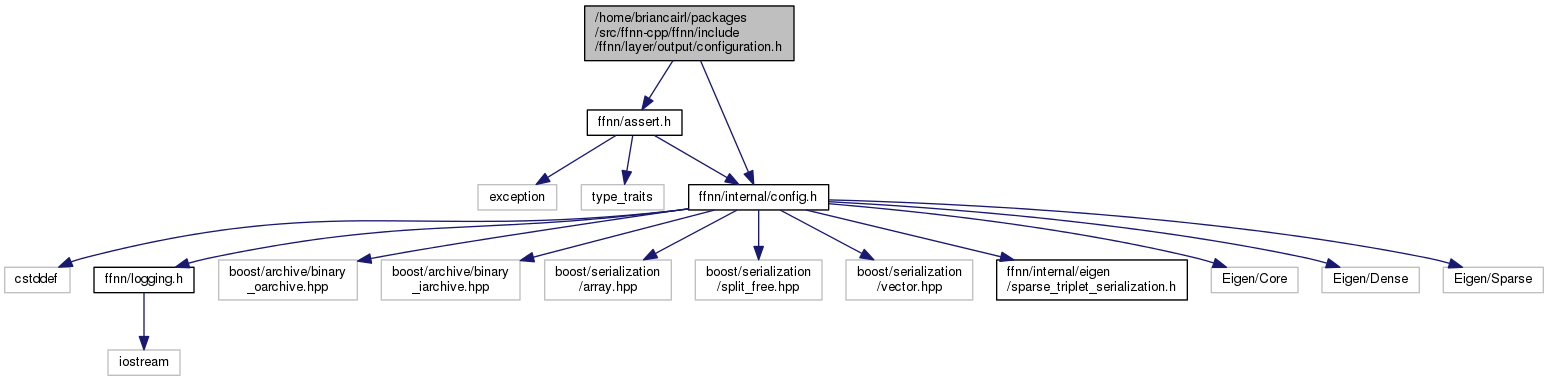 /home/briancairl/packages
/src/ffnn-cpp/ffnn/include
/ffnn/layer/output/configuration.h
ffnn/assert.h
exception
type_traits
ffnn/internal/config.h
cstddef
ffnn/logging.h
boost/archive/binary
_oarchive.hpp
boost/archive/binary
_iarchive.hpp
boost/serialization
/array.hpp
boost/serialization
/split_free.hpp
boost/serialization
/vector.hpp
ffnn/internal/eigen
/sparse_triplet_serialization.h
Eigen/Core
Eigen/Dense
Eigen/Sparse
iostream